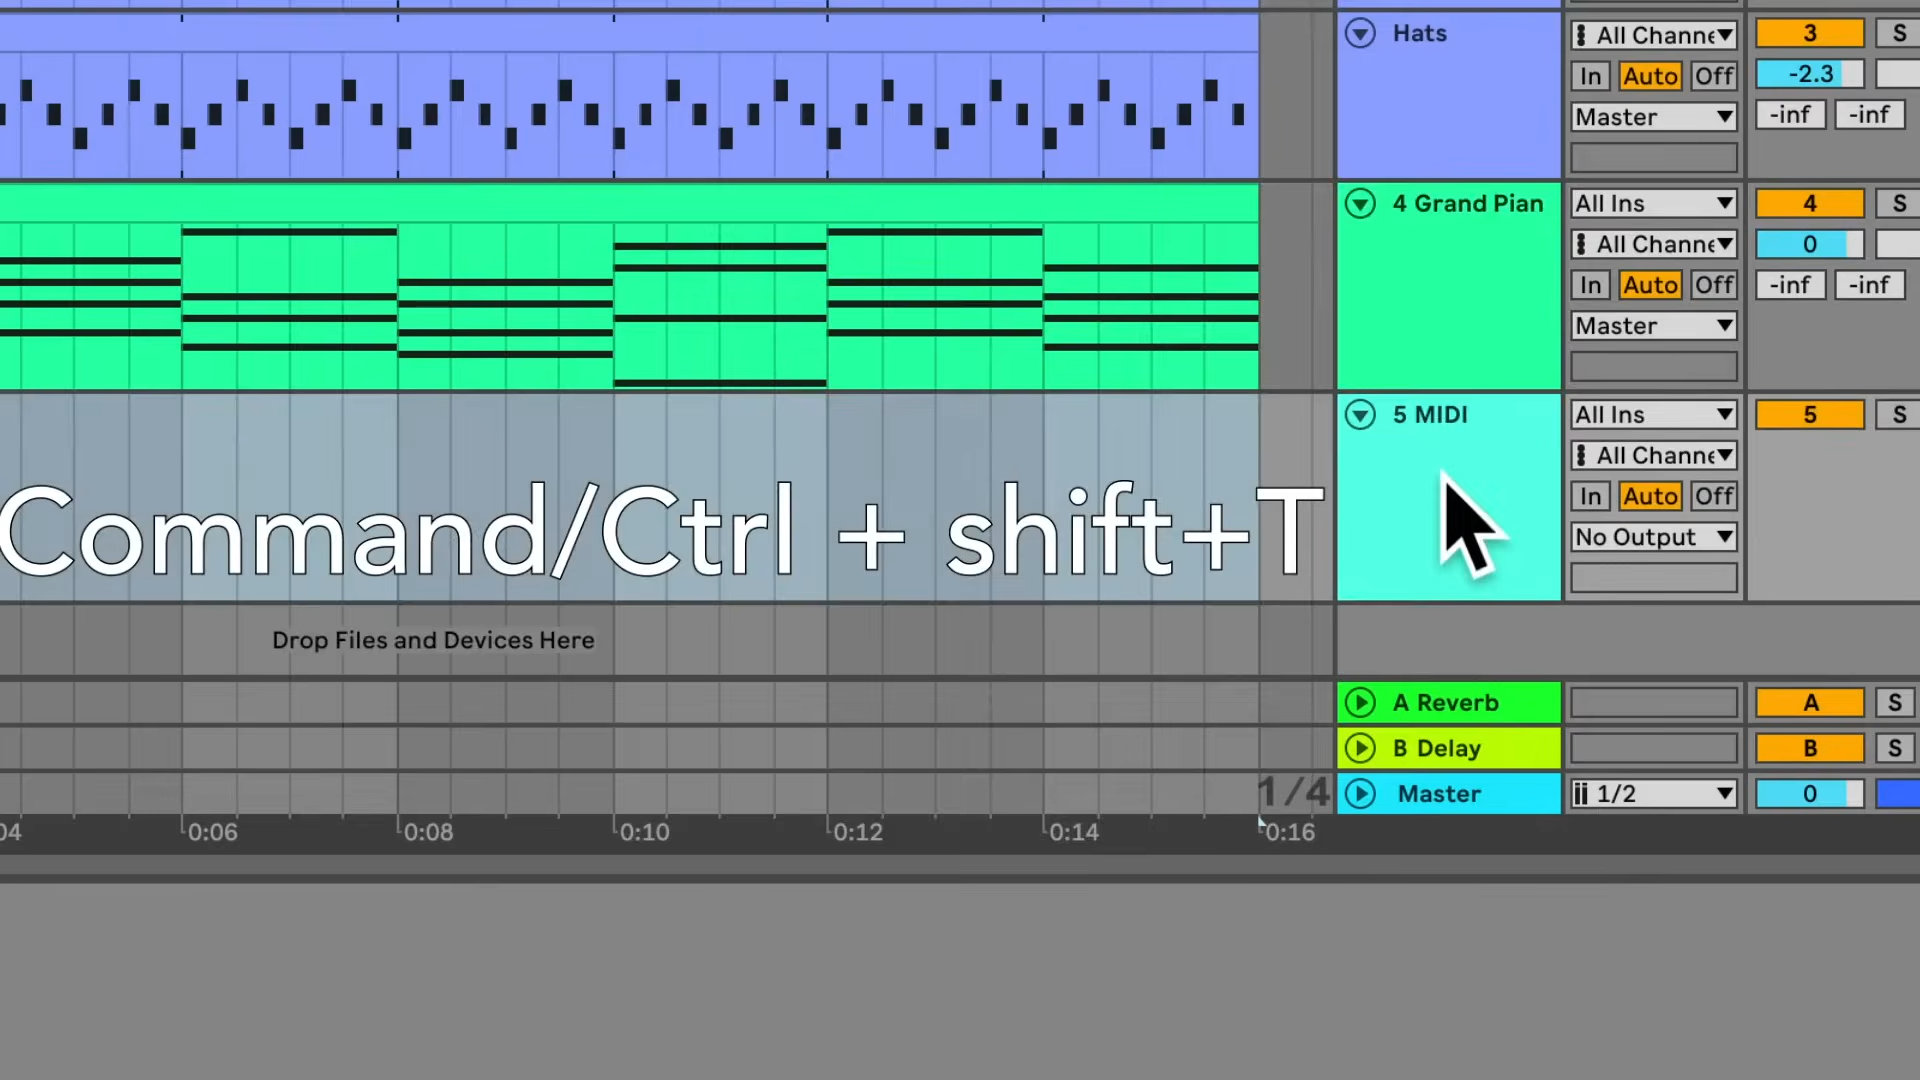 Hats
All Channe
3
S
In Auto Off
-2.3
Master
-inf -inf
4 Grand Pian
All Ins
4
S
All Channe
0
In Auto Off
-inf -inf
Master
5 MIDI
All Ins
5
S
All Channe
In Auto Off
No Output
Command/Ctrl + shift+T
Drop Files and Devices Here
A Reverb
A
S
B Delay
B
S
1/4
Master
1/2
0
04 0:06 0:08 0:10 0:12 0:14 0:16